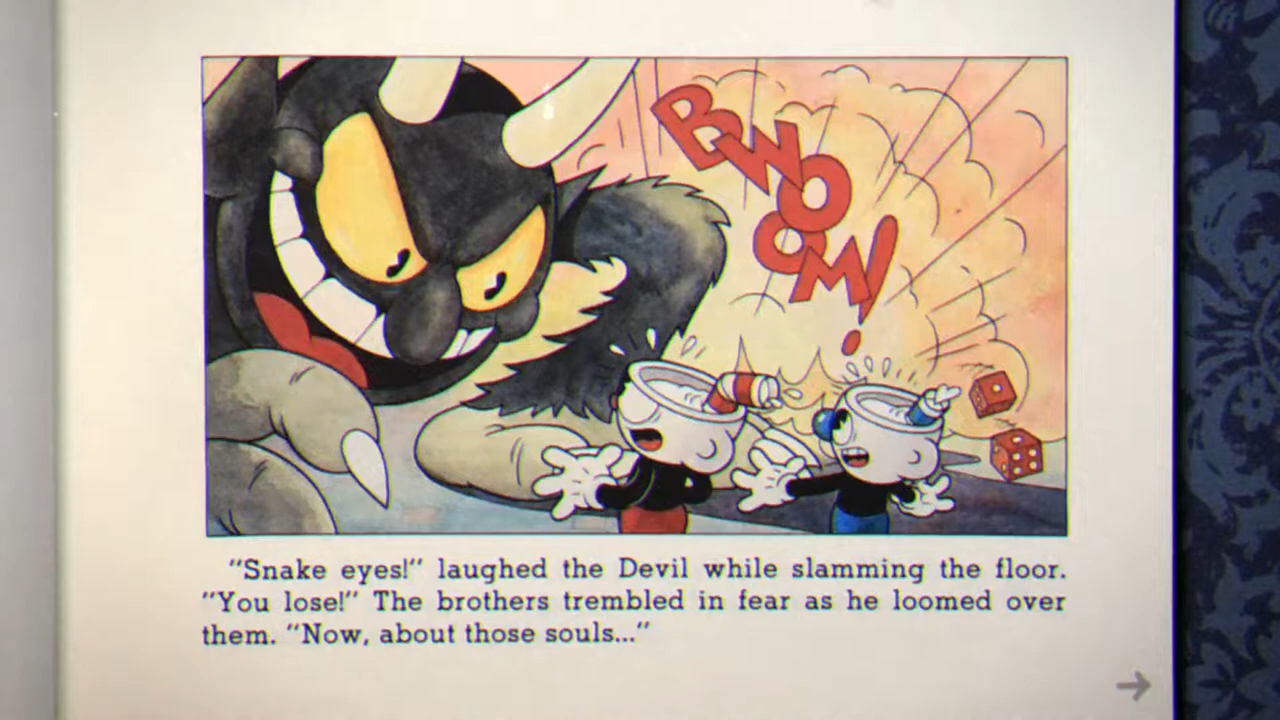 BWOOM!
"Snake eyes!" laughed the Devil while slamming the floor.
"You lose!" The brothers trembled in fear as he loomed over
them. "Now, about those souls..."